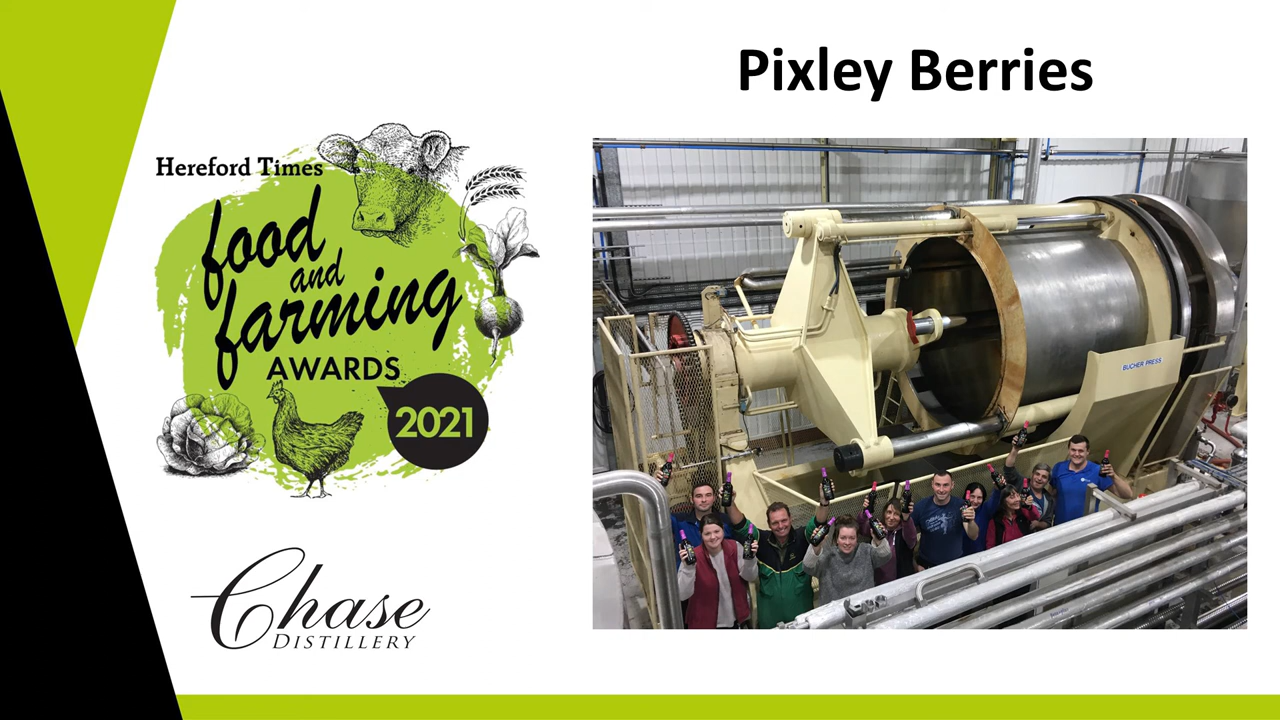 Pixley Berries
Hereford Times
food
and
farming
AWARDS
2021
BUCHER PRESS
Chase
DISTILLERY